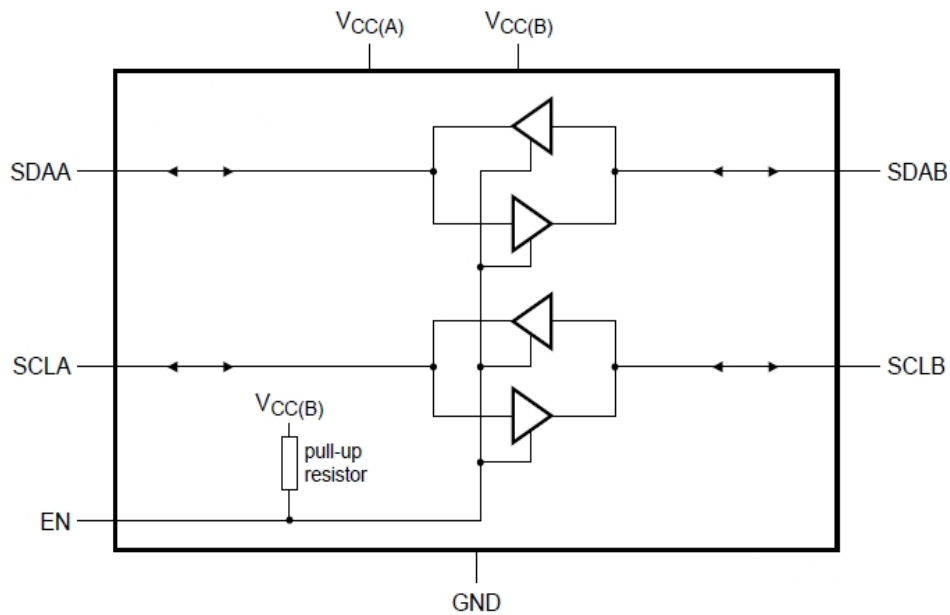 VCC(A)
VCC(B)
SDAA
SDAB
SCLA
SCLB
VCC(B)
pull-up
resistor
EN
GND